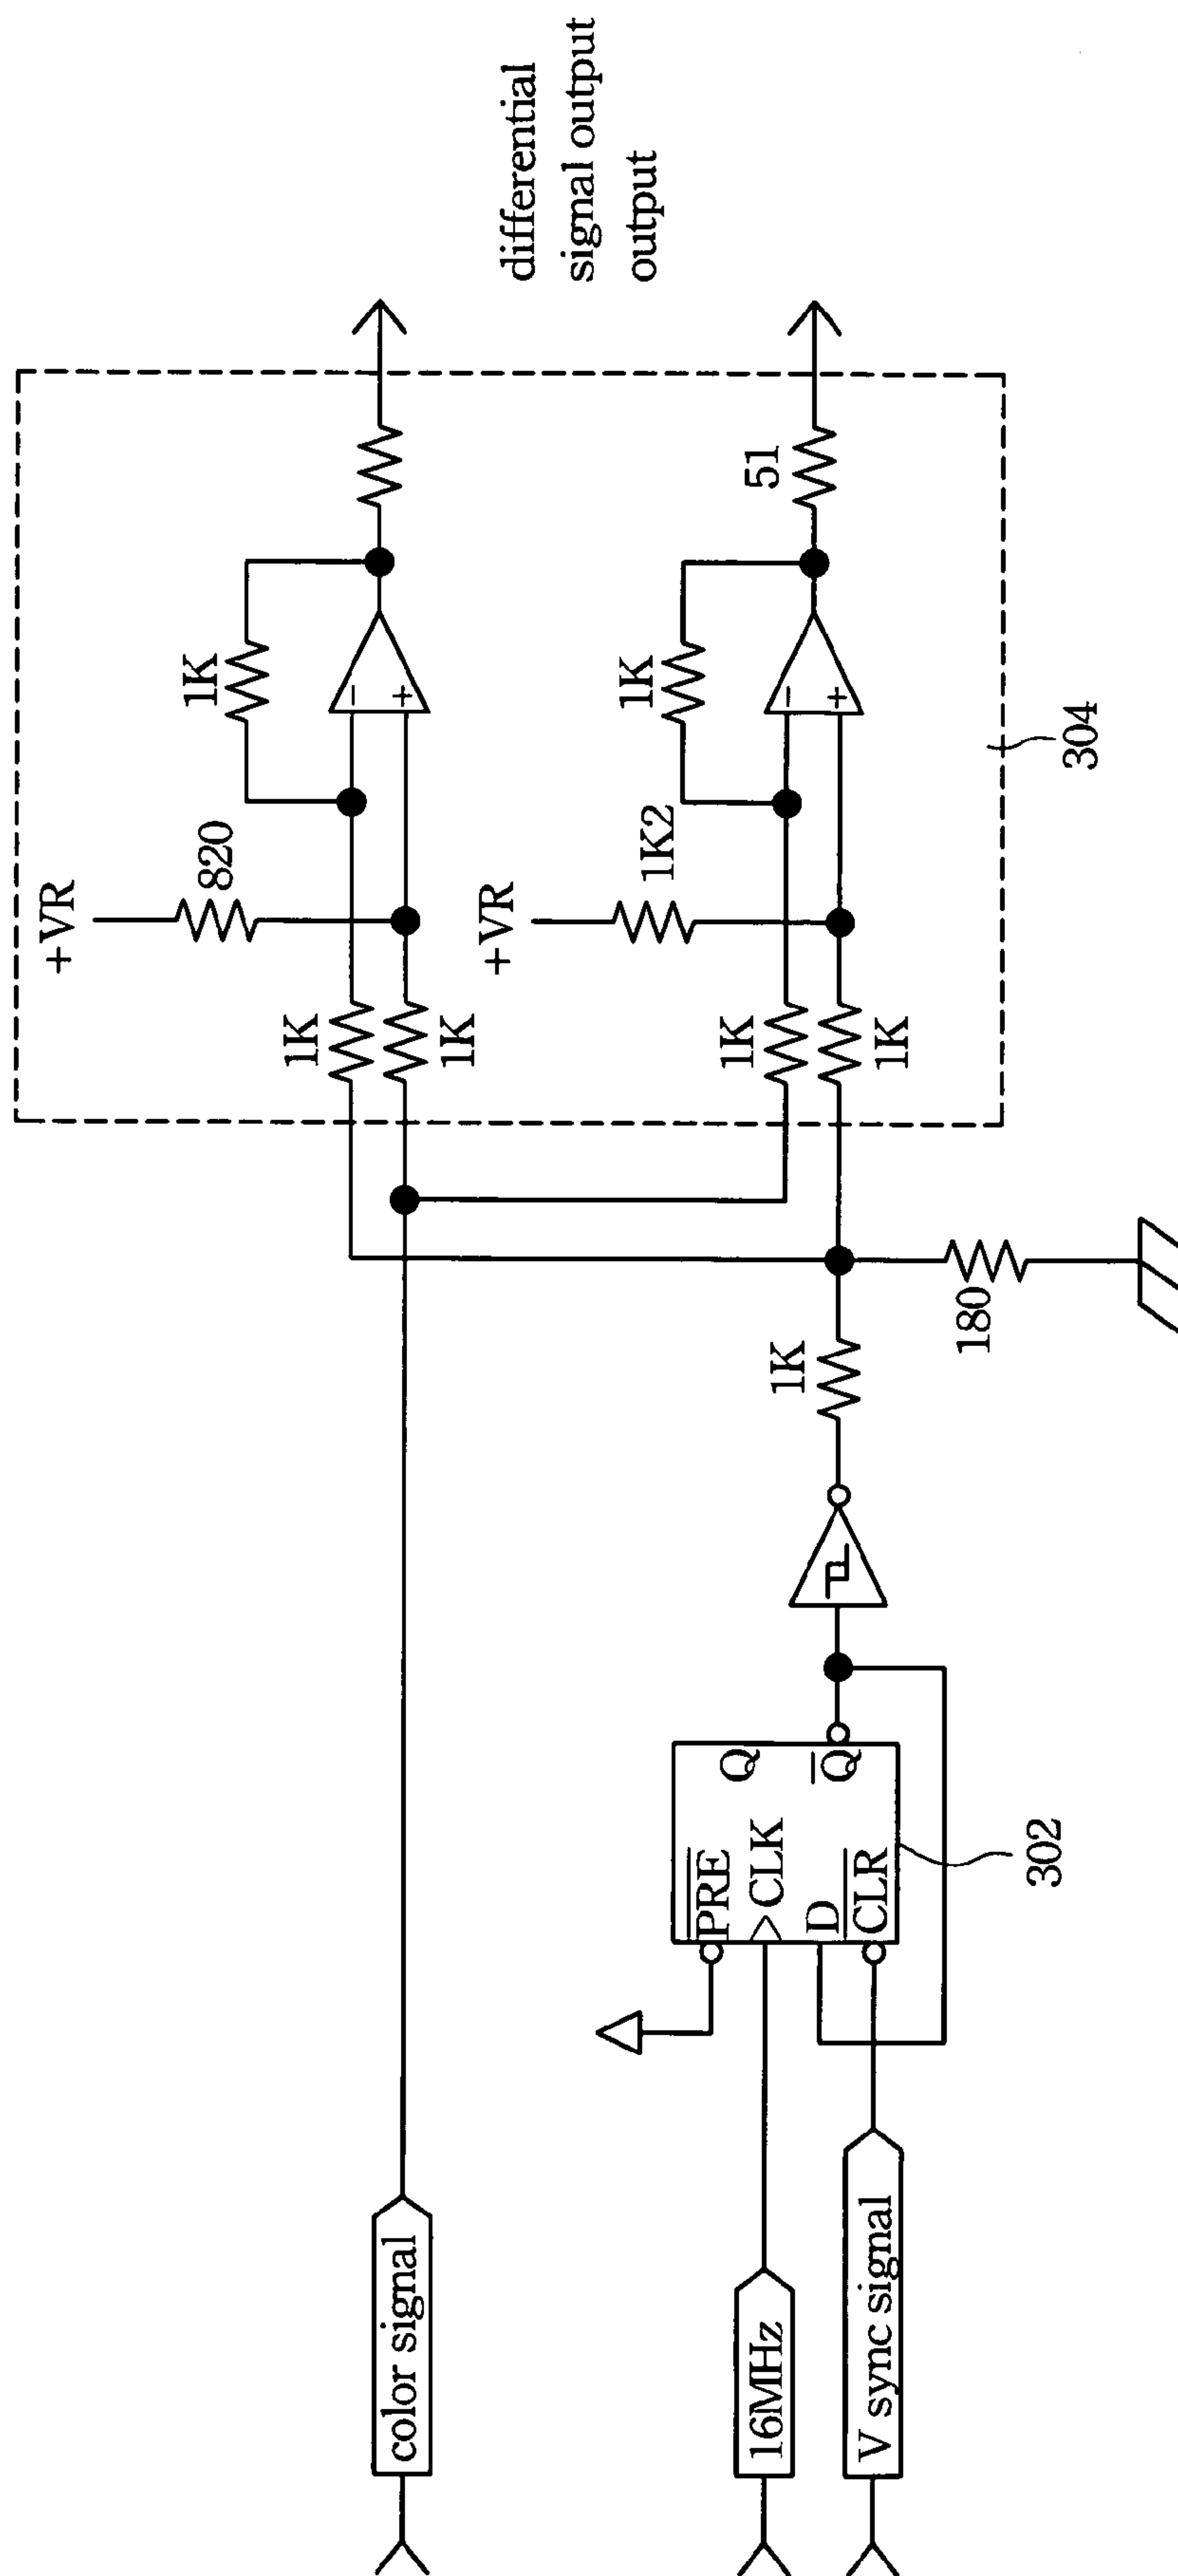 color signal
16MHz
V sync signal
PRE
CLK
D
CLR
Q
Q
302
1K
180
1K
1K
1K
1K
+VR
820
+VR
1K2
1K
1K
51
304
differential
signal output
output